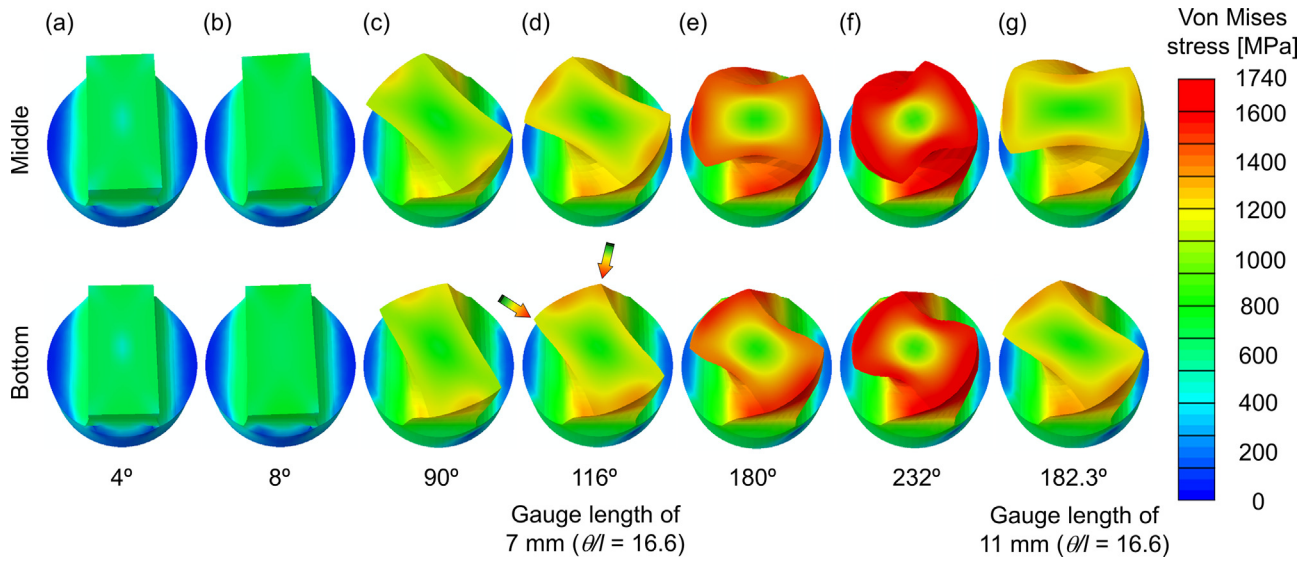 (a) (b) (c) (d) (e) (f) (g)
Von Mises
stress [MPa]
Middle
Bottom
1740
1600
1400
1200
1000
800
600
400
200
0
4º 8º 90º 116º 180º 232º 182.3º
Gauge length of
7 mm (θ/l = 16.6)
Gauge length of
11 mm (θ/l = 16.6)